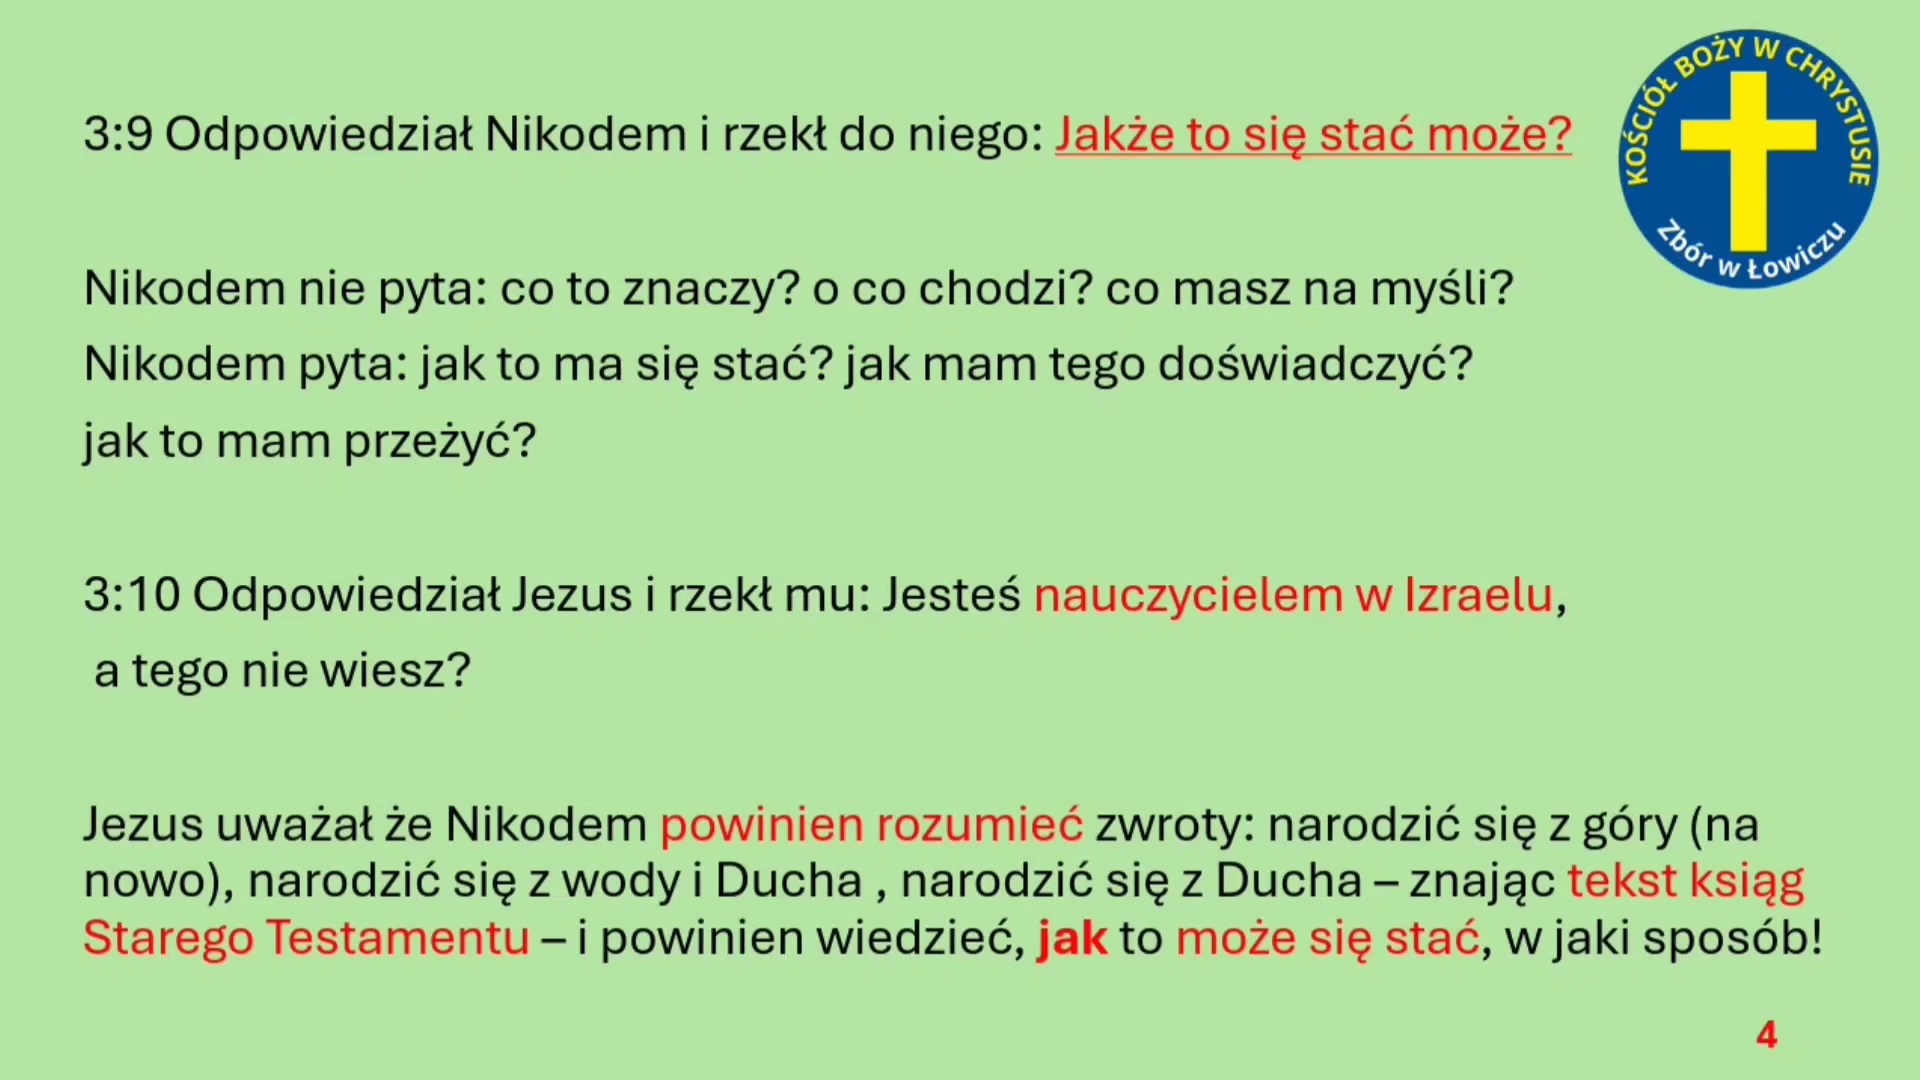 3:9 Odpowiedział Nikodem i rzekł do niego: Jakże to się stać może?
KOŚCIÓŁ BOŻY W CHRYSTUSIE
Zbór w Łowiczu
Nikodem nie pyta: co to znaczy? o co chodzi? co masz na myśli?
Nikodem pyta: jak to ma się stać? jak mam tego doświadczyć?
jak to mam przeżyć?
3:10 Odpowiedział Jezus i rzekł mu: Jesteś nauczycielem w Izraelu,
a tego nie wiesz?
Jezus uważał że Nikodem powinien rozumieć zwroty: narodzić się z góry (na
nowo), narodzić się z wody i Ducha , narodzić się z Ducha – znając tekst ksiąg
Starego Testamentu – i powinien wiedzieć, jak to może się stać, w jaki sposób!
4